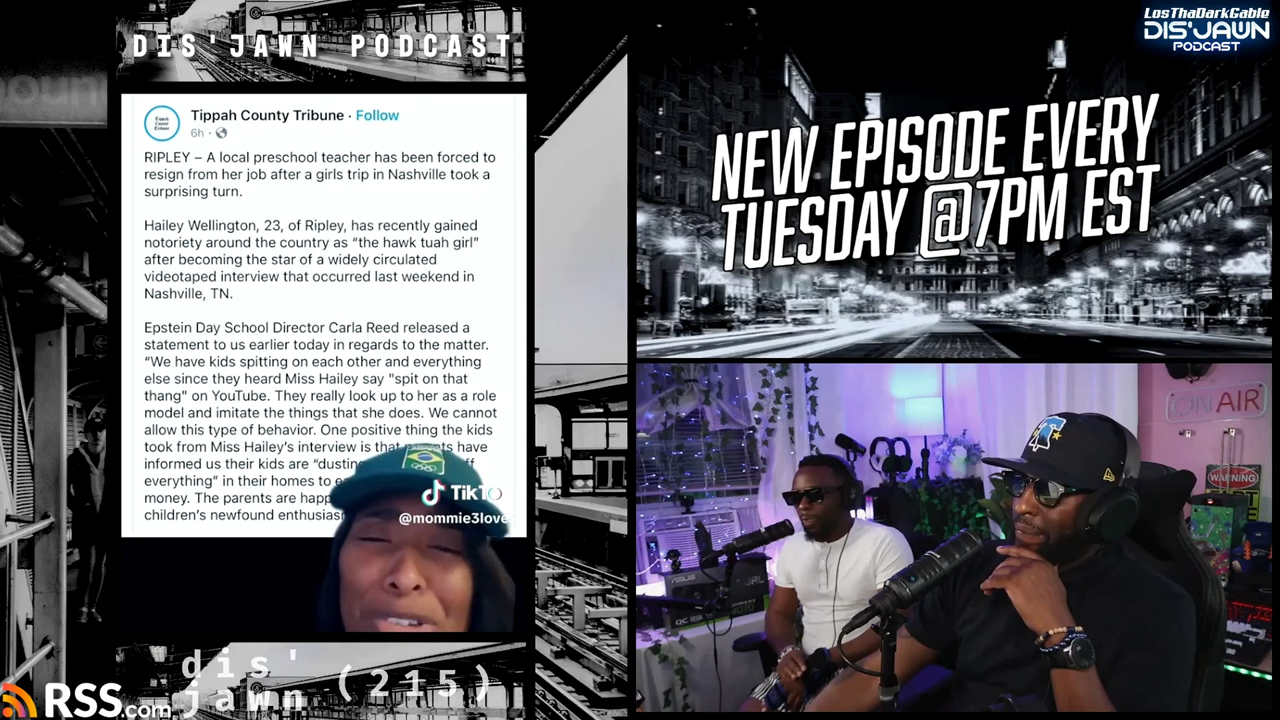 DIS'JAWN PODCAST
Tippah County Tribune · Follow
6h ·
RIPLEY – A local preschool teacher has been forced to
resign from her job after a girls trip in Nashville took a
surprising turn.
Hailey Wellington, 23, of Ripley, has recently gained
notoriety around the country as “the hawk tuah girl”
after becoming the star of a widely circulated
videotaped interview that occurred last weekend in
Nashville, TN.
Epstein Day School Director Carla Reed released a
statement to us earlier today in regards to the matter.
“We have kids spitting on each other and everything
else since they heard Miss Hailey say "spit on that
thang" on YouTube. They really look up to her as a role
model and imitate the things that she does. We cannot
allow this type of behavior. One positive thing the kids
took from Miss Hailey’s interview is that have
informed us their kids are
everything” in their homes to
money. The parents are
children’s newfound
TikTo
@mommie3love
dis'
jawn (215)
RSS.com
LosThaDarkGable
DIS'JAWN
PODCAST
NEW EPISODE EVERY
TUESDAY @7PM EST
ON AIR
WARNING
ASUS